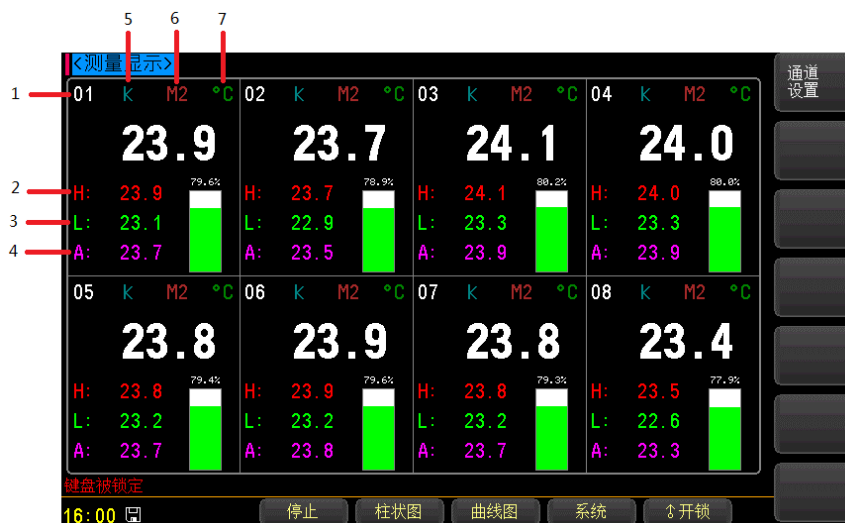 5 6 7
<测量显示>
通道
设置
1
01 K M2 °C 02 K M2 °C 03 K M2 °C 04 K M2 °C
23.9 23.7 24.1 24.0
79.6% 78.9% 80.2% 80.0%
2
H: 23.9 H: 23.7 H: 24.1 H: 24.0
3
L: 23.1 L: 22.9 L: 23.3 L: 23.3
4
A: 23.7 A: 23.5 A: 23.9 A: 23.9
05 K M2 °C 06 K M2 °C 07 K M2 °C 08 K M2 °C
23.8 23.9 23.8 23.4
79.4% 79.6% 79.3% 77.9%
H: 23.8 H: 23.9 H: 23.8 H: 23.5
L: 23.2 L: 23.2 L: 23.2 L: 22.6
A: 23.7 A: 23.8 A: 23.7 A: 23.3
键盘被锁定
16:00 停止 柱状图 曲线图 系统 ⇧开锁